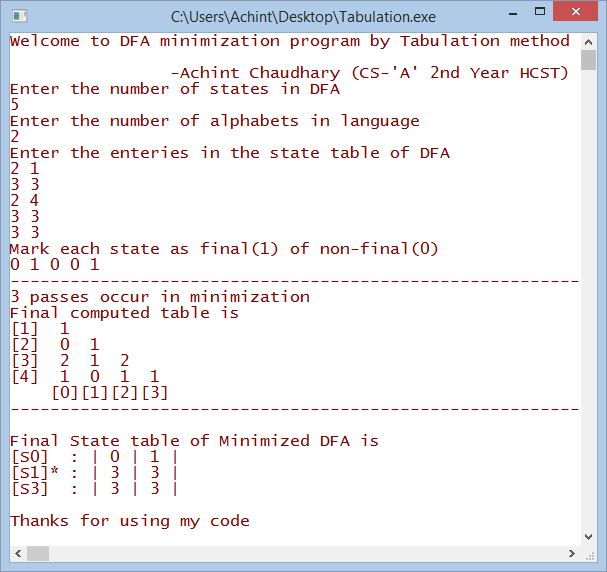 C:\Users\Achint\Desktop\Tabulation.exe
Welcome to DFA minimization program by Tabulation method
-Achint Chaudhary (CS-'A' 2nd Year HCST)
Enter the number of states in DFA
5
Enter the number of alphabets in language
2
Enter the enteries in the state table of DFA
2 1
3 3
2 4
3 3
3 3
Mark each state as final(1) of non-final(0)
0 1 0 0 1
---------------------------------------------------------
3 passes occur in minimization
Final computed table is
[1]  1
[2]  0  1
[3]  2  1  2
[4]  1  0  1  1
[0][1][2][3]
---------------------------------------------------------
Final State table of Minimized DFA is
[S0]  : | 0 | 1 |
[S1]* : | 3 | 3 |
[S3]  : | 3 | 3 |
Thanks for using my code